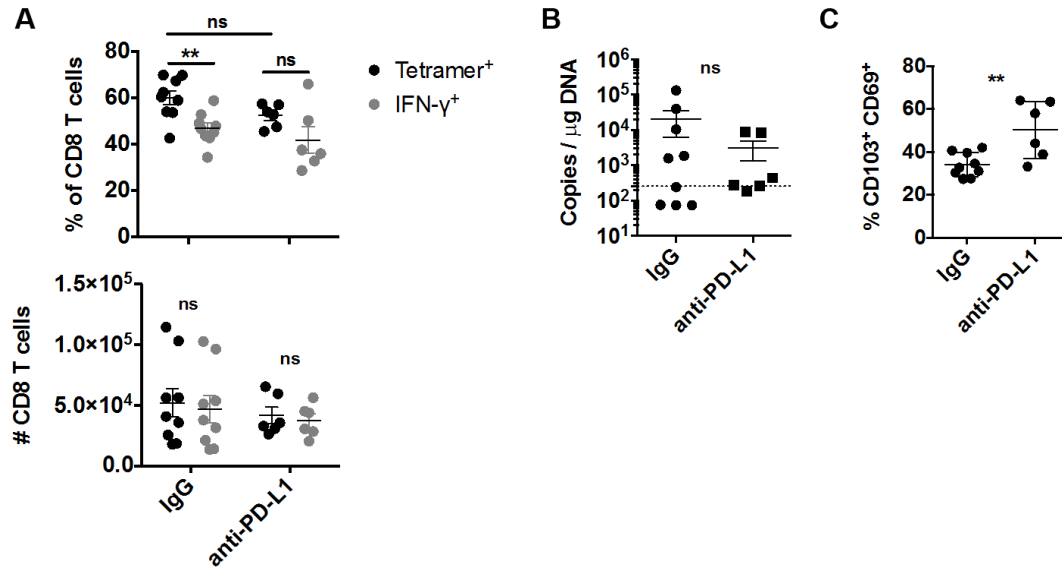 A
ns
**
ns
80
60
40
20
0
% of CD8 T cells
Tetramer⁺
IFN-γ⁺
1.5×10⁵
1.0×10⁵
5.0×10⁴
0.0
# CD8 T cells
ns
ns
IgG
anti-PD-L1
B
ns
10⁶
10⁵
10⁴
10³
10²
10¹
Copies / μg DNA
IgG
anti-PD-L1
C
**
80
60
40
20
0
% CD103⁺ CD69⁺
IgG
anti-PD-L1